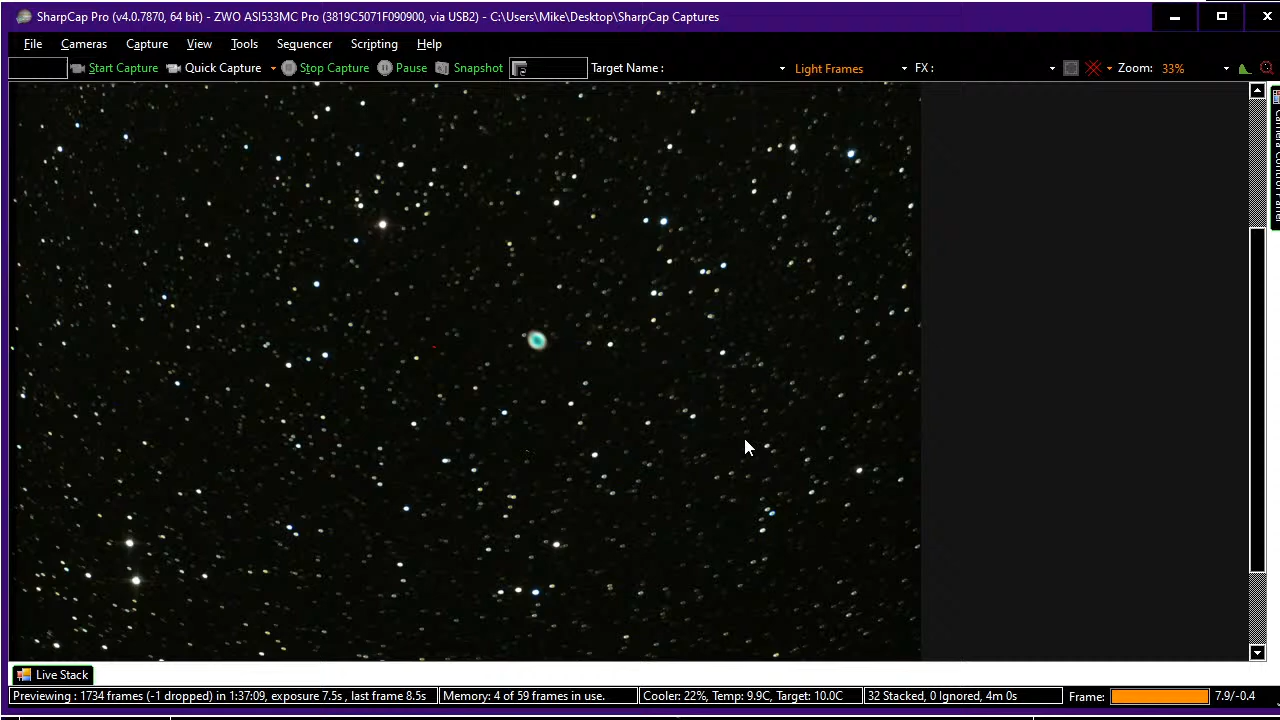 SharpCap Pro (v4.0.7870, 64 bit) - ZWO ASI533MC Pro (3819C5071F090900, via USB2) - C:\Users\Mike\Desktop\SharpCap Captures
File Cameras Capture View Tools Sequencer Scripting Help
Start Capture Quick Capture Stop Capture Pause Snapshot Target Name : Light Frames FX : Zoom: 33%
Live Stack
Previewing : 1734 frames (-1 dropped) in 1:37:09, exposure 7.5s , last frame 8.5s Memory: 4 of 59 frames in use. Cooler: 22%, Temp: 9.9C, Target: 10.0C 32 Stacked, 0 Ignored, 4m 0s Frame: 7.9/-0.4